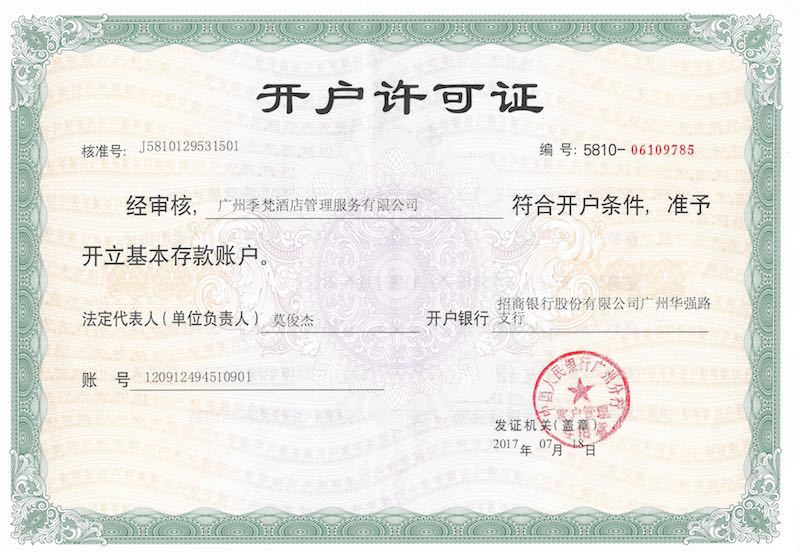 开户许可证
核准号: J5810129531501 编号: 5810-06109785
经审核, 广州季梵酒店管理服务有限公司 符合开户条件, 准予
开立基本存款账户。
法定代表人(单位负责人) 莫俊杰 开户银行 招商银行股份有限公司广州华强路
支行
账 号 120912494510901
中国人民银行广州分行
账户管理
发证机关(盖章)
2017年 07月 18日